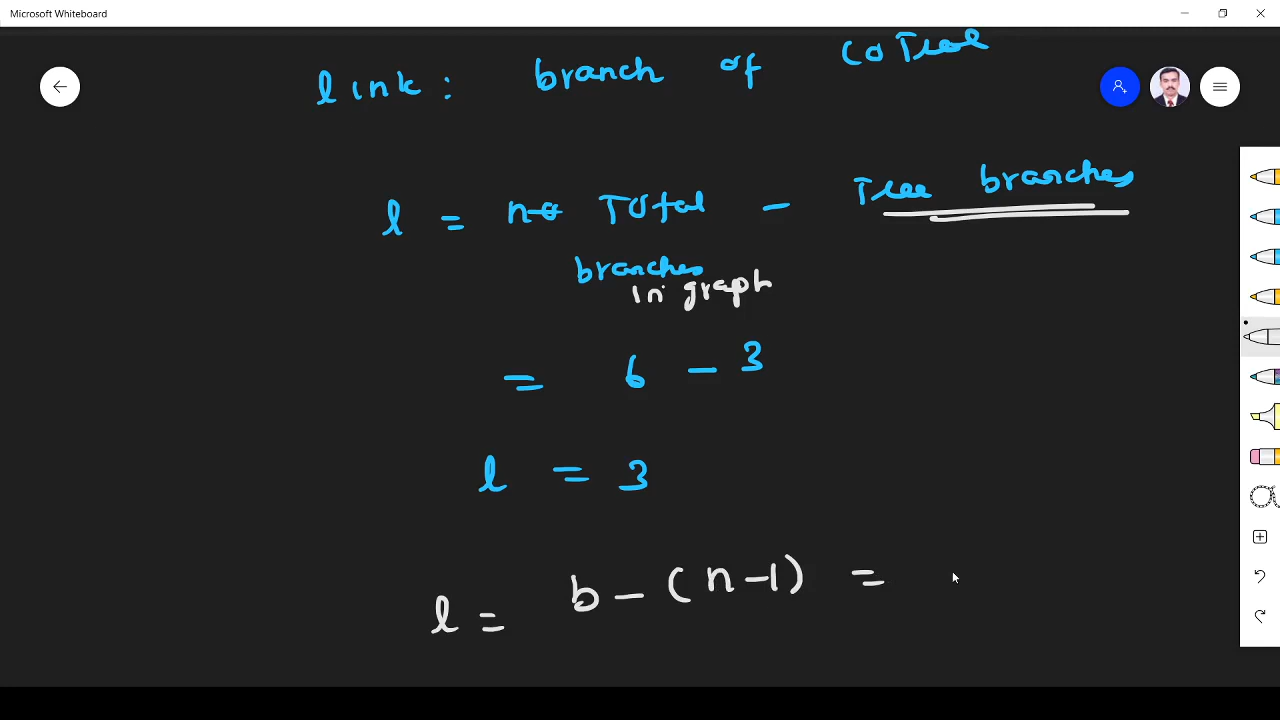 Microsoft Whiteboard
link: branch of coTree
l = no Total - Tree branches
branches
in graph
= 6 - 3
l = 3
l = b - (n-1) =